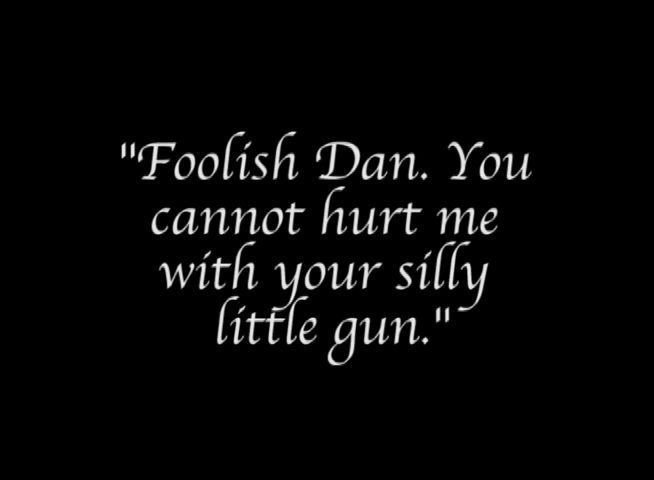 "Foolish Dan. You
cannot hurt me
with your silly
little gun."